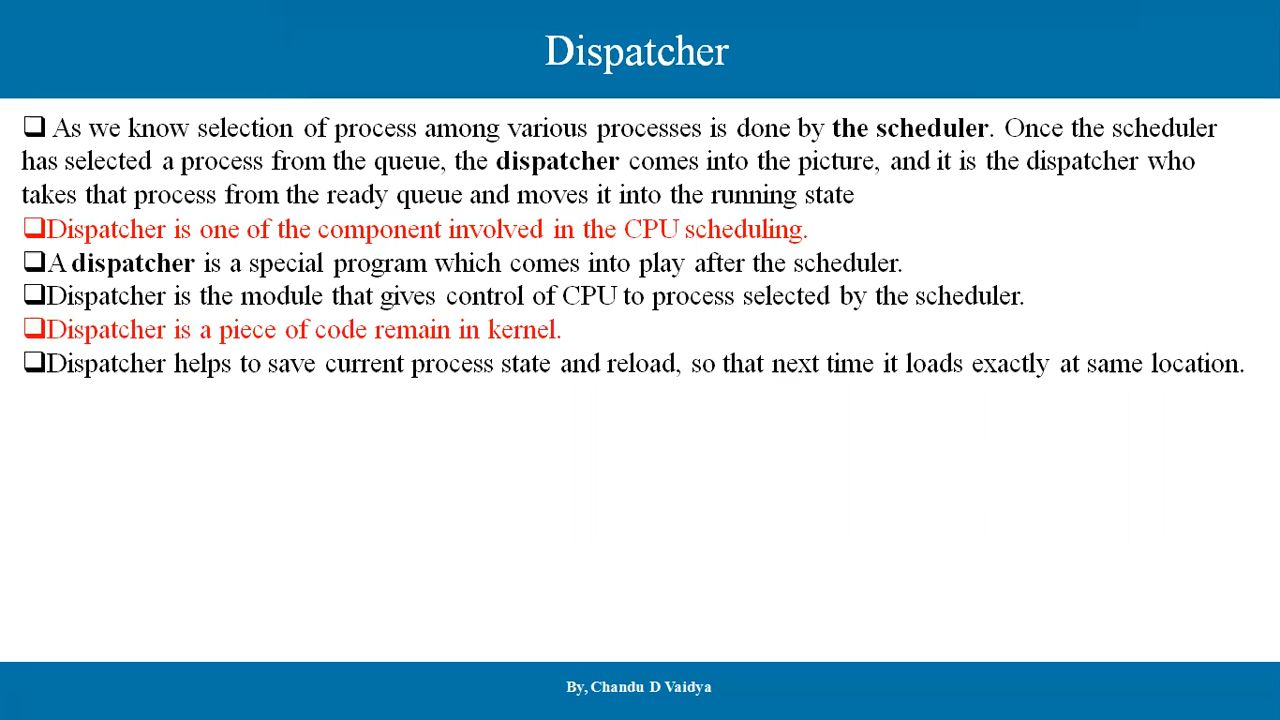 Dispatcher
❑ As we know selection of process among various processes is done by the scheduler. Once the scheduler
has selected a process from the queue, the dispatcher comes into the picture, and it is the dispatcher who
takes that process from the ready queue and moves it into the running state
❑Dispatcher is one of the component involved in the CPU scheduling.
❑A dispatcher is a special program which comes into play after the scheduler.
❑Dispatcher is the module that gives control of CPU to process selected by the scheduler.
❑Dispatcher is a piece of code remain in kernel.
❑Dispatcher helps to save current process state and reload, so that next time it loads exactly at same location.
By, Chandu D Vaidya